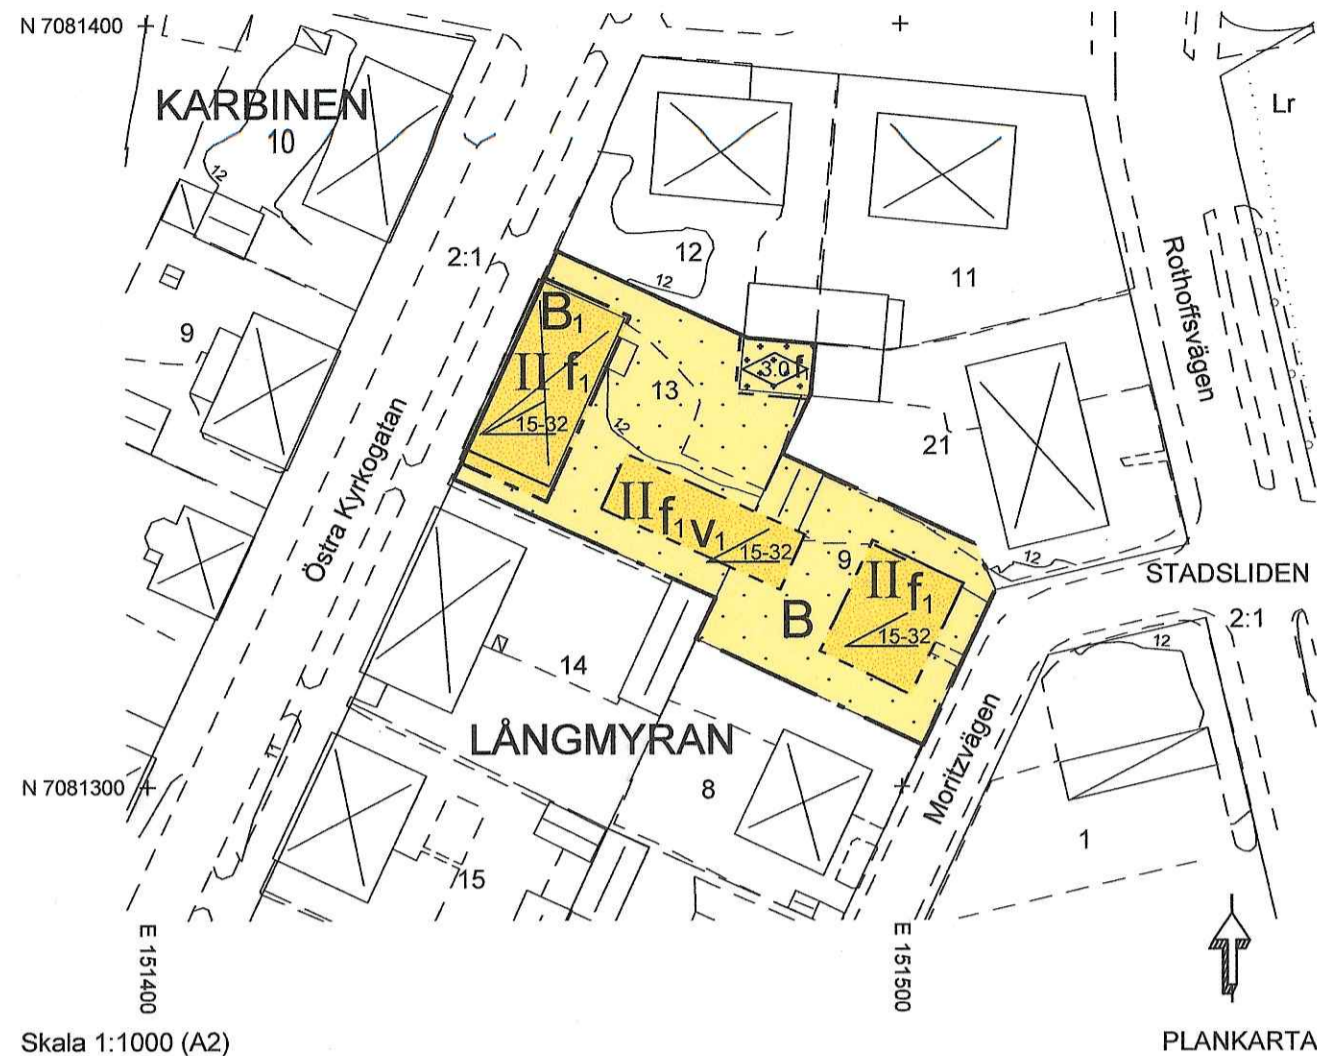 N 7081400
KARBINEN
10
12
2:1
12
12
11
Lr
Rothoffsvägen
9
B1
II f1
15-32
13
12
3.0 f1
21
Östra Kyrkogatan
II f1 v1
15-32
9
II f1
15-32
B
12
STADSLIDEN
2:1
12
14
LÅNGMYRAN
11
N 7081300
8
Moritzvägen
1
15
E 151400
E 151500
Skala 1:1000 (A2)
PLANKARTA